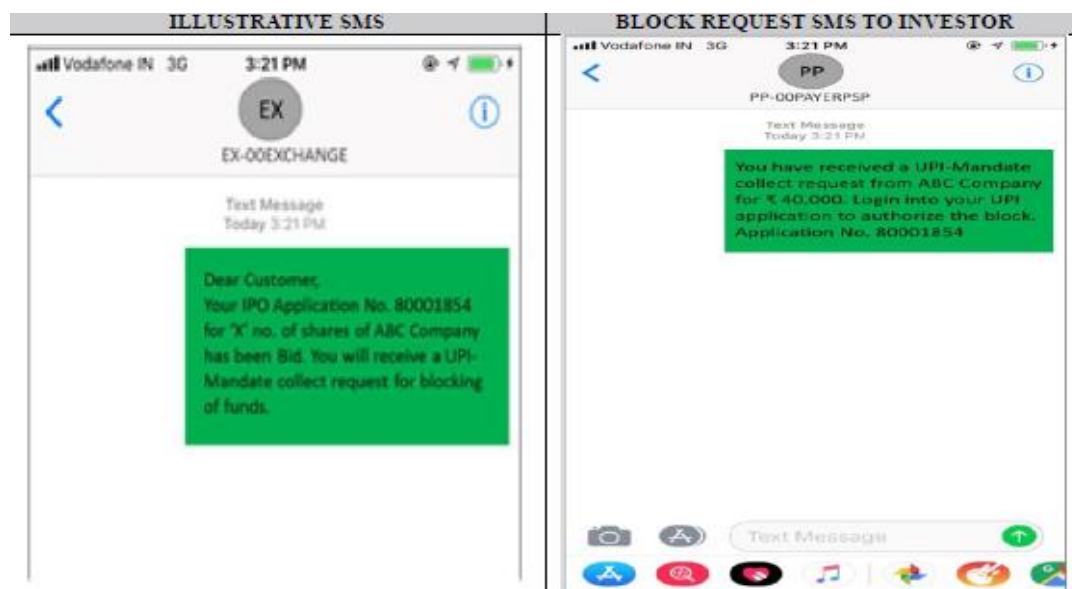 ILLUSTRATIVE SMS
Vodafone IN 3G 3:21 PM
EX
EX-00EXCHANGE
Text Message
Today 3:21 PM
Dear Customer,
Your IPO Application No. 80001854
for 'X' no. of shares of ABC Company
has been Bid. You will receive a UPI-
Mandate collect request for blocking
of funds.
BLOCK REQUEST SMS TO INVESTOR
Vodafone IN 3G 3:21 PM
PP
PP-00PAYERPSP
Text Message
Today 3:21 PM
You have received a UPI-Mandate
collect request from ABC Company
for ₹ 40,000. Login into your UPI
application to authorize the block.
Application No. 80001854
Text Message